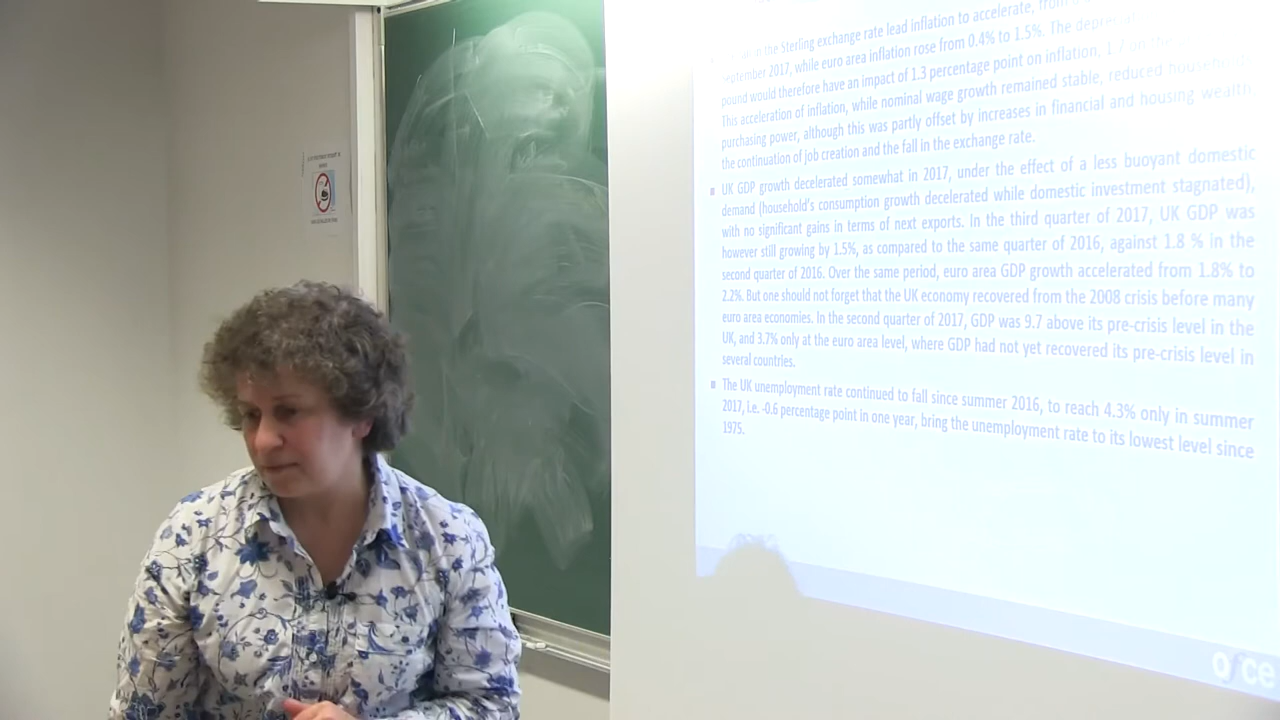 in the Sterling exchange rate lead inflation to accelerate, from
September 2017, while euro area inflation rose from 0.4% to 1.5%. The
pound would therefore have an impact of 1.3 percentage point on inflation,
This acceleration of inflation, while nominal wage growth remained stable, reduced households'
purchasing power, although this was partly offset by increases in financial and housing wealth,
the continuation of job creation and the fall in the exchange rate.
▪ UK GDP growth decelerated somewhat in 2017, under the effect of a less buoyant domestic
demand (household's consumption growth decelerated while domestic investment stagnated),
with no significant gains in terms of next exports. In the third quarter of 2017, UK GDP was
however still growing by 1.5%, as compared to the same quarter of 2016, against 1.8 % in the
second quarter of 2016. Over the same period, euro area GDP growth accelerated from 1.8% to
2.2%. But one should not forget that the UK economy recovered from the 2008 crisis before many
euro area economies. In the second quarter of 2017, GDP was 9.7 above its pre-crisis level in the
UK, and 3.7% only at the euro area level, where GDP had not yet recovered its pre-crisis level in
several countries.
▪ The UK unemployment rate continued to fall since summer 2016, to reach 4.3% only in summer
2017, i.e. -0.6 percentage point in one year, bring the unemployment rate to its lowest level since
1975.
ofce